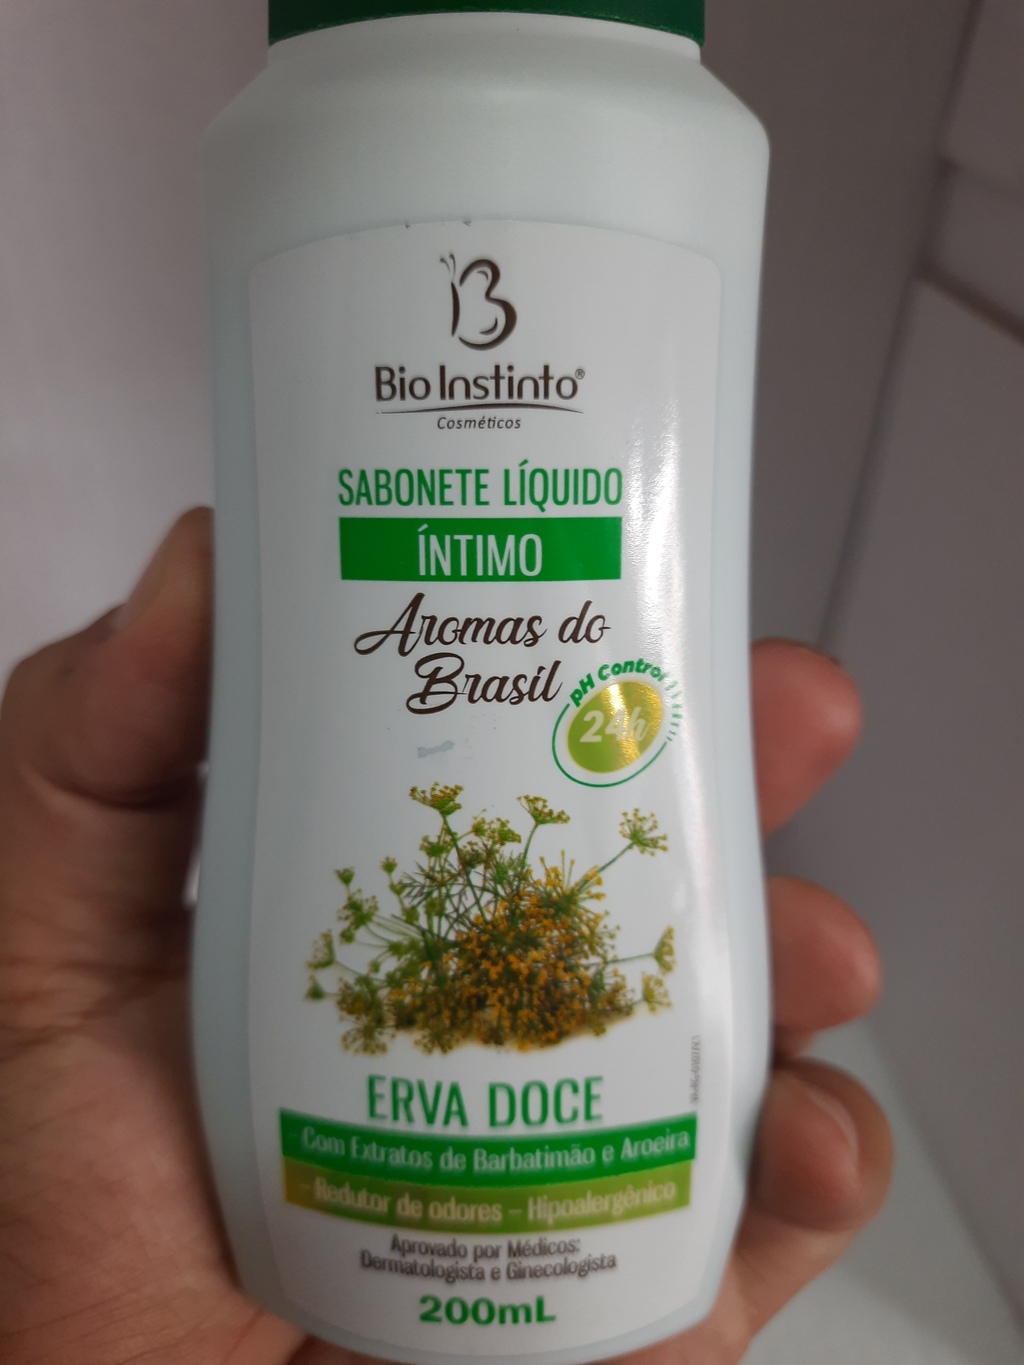 Bio Instinto®
Cosméticos
SABONETE LÍQUIDO
ÍNTIMO
Aromas do
Brasil
pH Control
24h
ERVA DOCE
Com Extratos de Barbatimão e Aroeira
Redutor de odores - Hipoalergênico
Aprovado por Médicos:
Dermatologista e Ginecologista
200mL